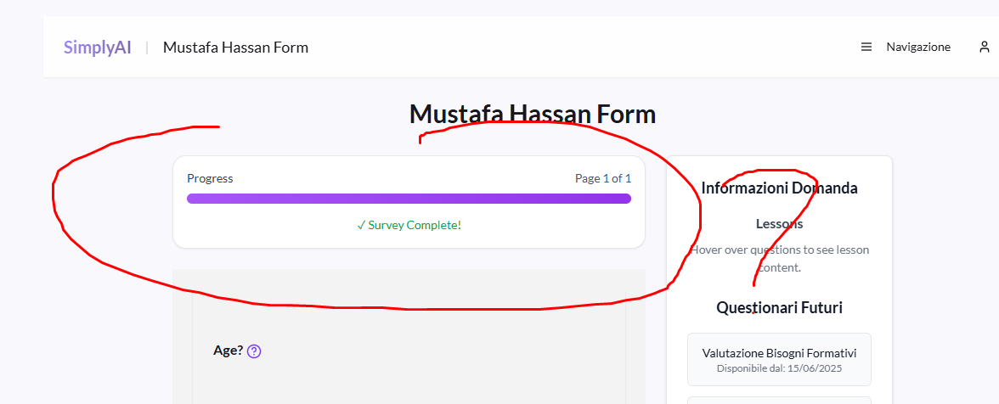 SimplyAI | Mustafa Hassan Form
Navigazione
Mustafa Hassan Form
Progress
Page 1 of 1
✓ Survey Complete!
Age?
Informazioni Domanda
Lessons
Hover over questions to see lesson
content.
Questionari Futuri
Valutazione Bisogni Formativi
Disponibile dal: 15/06/2025